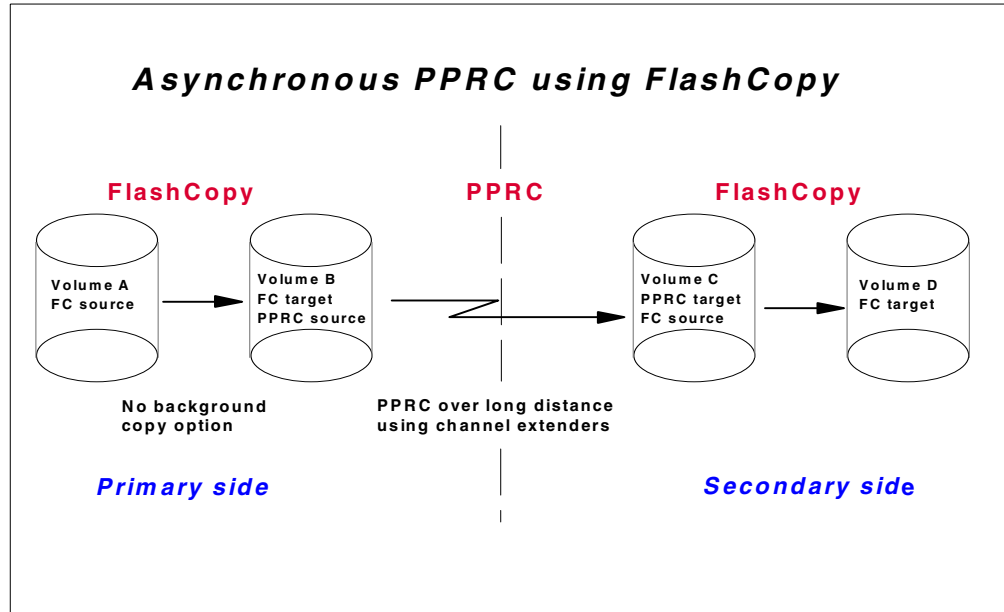 Asynchronous PPRC using FlashCopy
FlashCopy
PPRC
FlashCopy
Volume A
FC source
Volume B
FC target
PPRC source
Volume C
PPRC target
FC source
Volume D
FC target
No background
copy option
PPRC over long distance
using channel extenders
Primary side
Secondary side